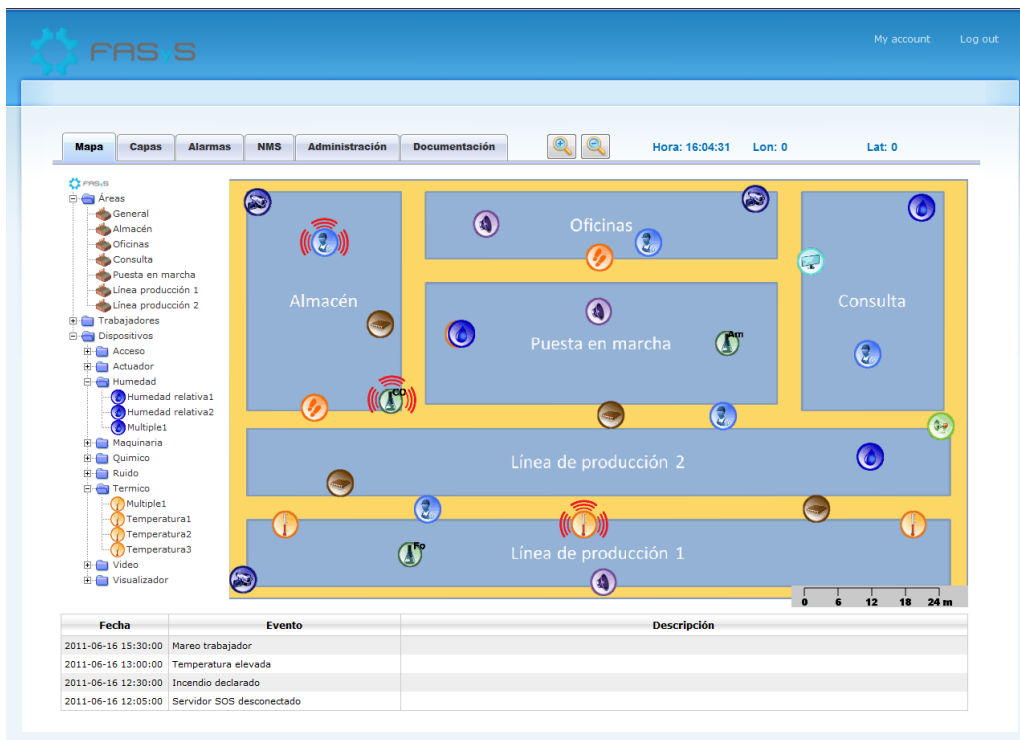 FASyS
My account Log out
Mapa Capas Alarmas NMS Administración Documentación Hora: 16:04:31 Lon: 0 Lat: 0
FASyS
Áreas
General
Almacén
Oficinas
Consulta
Puesta en marcha
Línea producción 1
Línea producción 2
Trabajadores
Dispositivos
Acceso
Actuador
Humedad
Humedad relativa1
Humedad relativa2
Multiple1
Maquinaria
Quimico
Ruido
Termico
Multiple1
Temperatura1
Temperatura2
Temperatura3
Video
Visualizador
Oficinas
Almacén
Consulta
Puesta en marcha
Am
CO
Línea de producción 2
Fo
Línea de producción 1
0 6 12 18 24 m
Fecha Evento Descripción
2011-06-16 15:30:00 Mareo trabajador
2011-06-16 13:00:00 Temperatura elevada
2011-06-16 12:30:00 Incendio declarado
2011-06-16 12:05:00 Servidor SOS desconectado